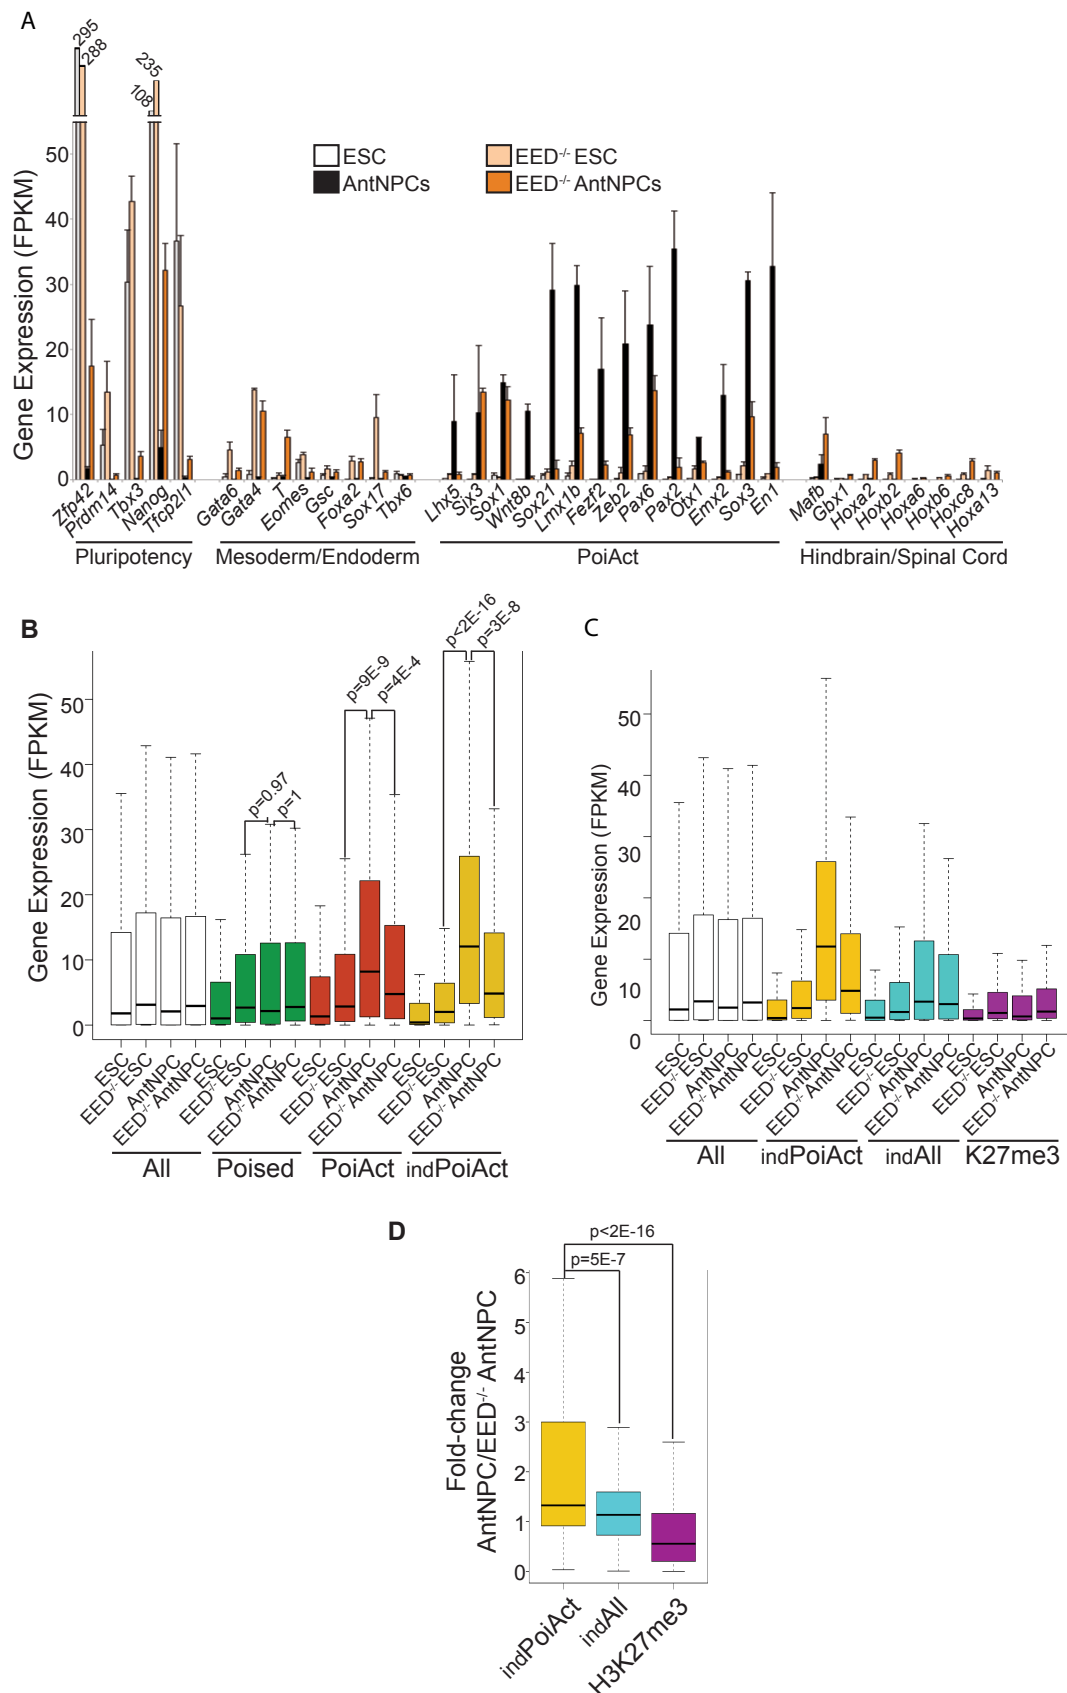 A
295
288
235
108
50
40
30
20
10
0
Gene Expression (FPKM)
ESC
AntNPCs
EED-/- ESC
EED-/- AntNPCs
Zfp42
Prdm14
Tbx3
Nanog
Tfcp2l1
Gata6
Gata4
T
Eomes
Gsc
Foxa2
Sox17
Tbx6
Lhx5
Six3
Sox1
Wnt8b
Sox21
Lmx1b
Fezf2
Zeb2
Pax6
Pax2
Otx1
Emx2
Sox3
En1
Mafb
Gbx1
Hoxa2
Hoxb2
Hoxa6
Hoxb6
Hoxc8
Hoxa13
Pluripotency
Mesoderm/Endoderm
PoiAct
Hindbrain/Spinal Cord
B
Gene Expression (FPKM)
50
40
30
20
10
0
p=0.97
p=1
p=9E-9
p=4E-4
p<2E-16
p=3E-8
ESC
EED-/- ESC
AntNPC
EED-/- AntNPC
ESC
EED-/- ESC
AntNPC
EED-/- AntNPC
ESC
EED-/- ESC
AntNPC
EED-/- AntNPC
ESC
EED-/- ESC
AntNPC
EED-/- AntNPC
All
Poised
PoiAct
indPoiAct
C
Gene Expression (FPKM)
50
40
30
20
10
0
ESC
EED-/- ESC
AntNPC
EED-/- AntNPC
ESC
EED-/- ESC
AntNPC
EED-/- AntNPC
ESC
EED-/- ESC
AntNPC
EED-/- AntNPC
ESC
EED-/- ESC
AntNPC
EED-/- AntNPC
All
indPoiAct
indAll
K27me3
D
p<2E-16
p=5E-7
Fold-change
AntNPC/EED-/- AntNPC
6
5
4
3
2
1
0
indPoiAct
indAll
H3K27me3